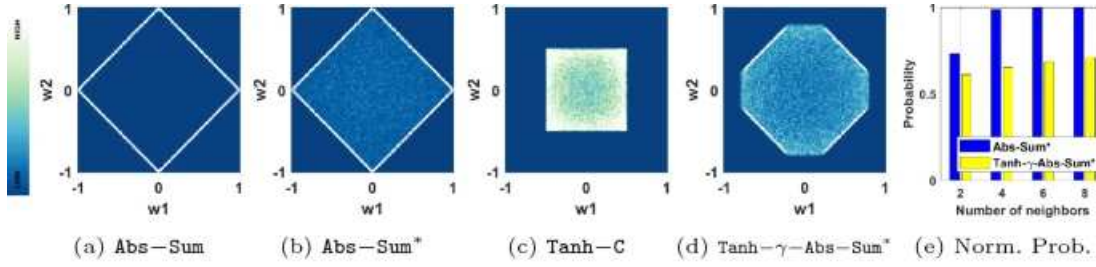 HIGH
LOW
1
0
-1
w2
-1 0 1
w1
1
0
-1
w2
-1 0 1
w1
1
0
-1
w2
-1 0 1
w1
1
0
-1
w2
-1 0 1
w1
1
0.5
0
Probability
Abs-Sum*
Tanh-γ-Abs-Sum*
2 4 6 8
Number of neighbors
(a) Abs−Sum
(b) Abs−Sum*
(c) Tanh−C
(d) Tanh−γ−Abs−Sum*
(e) Norm. Prob.